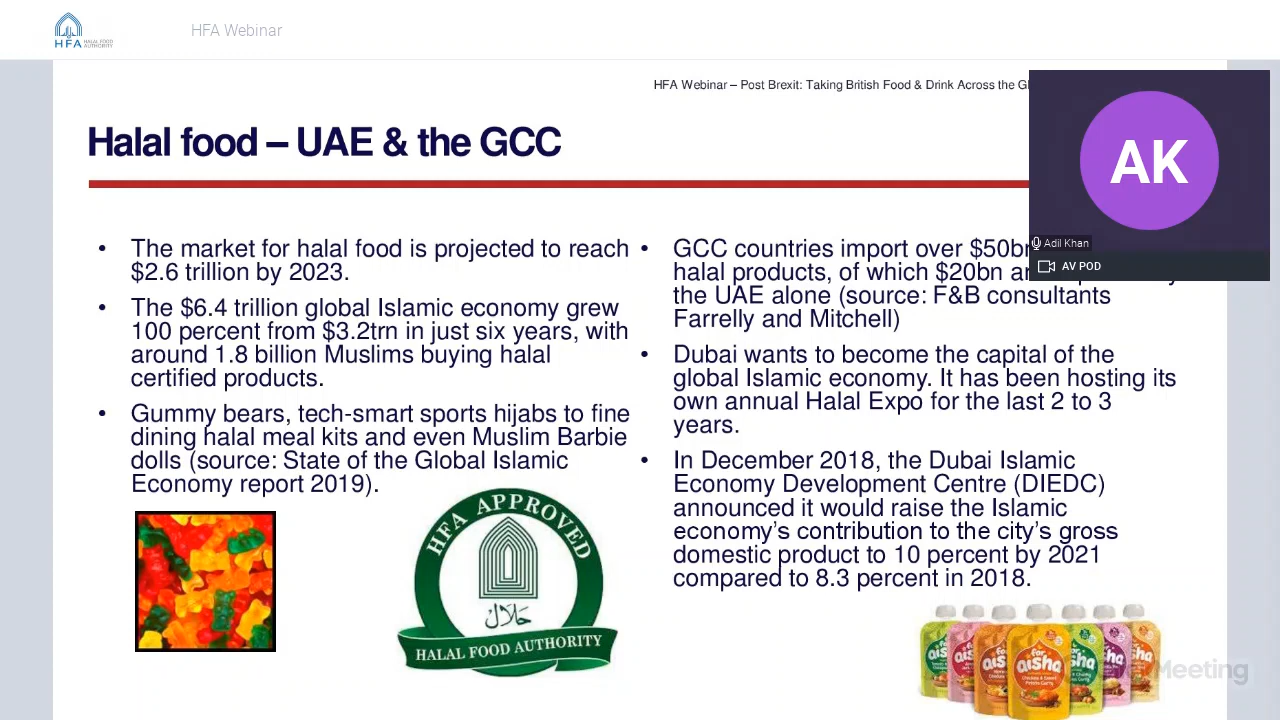 HFA HALAL FOOD
AUTHORITY
HFA Webinar
HFA Webinar – Post Brexit: Taking British Food & Drink Across the
Halal food – UAE & the GCC
AK
Adil Khan
AV POD
• The market for halal food is projected to reach
$2.6 trillion by 2023.
• The $6.4 trillion global Islamic economy grew
100 percent from $3.2trn in just six years, with
around 1.8 billion Muslims buying halal
certified products.
• Gummy bears, tech-smart sports hijabs to fine
dining halal meal kits and even Muslim Barbie
dolls (source: State of the Global Islamic
Economy report 2019).
• GCC countries import over $50bn
halal products, of which $20bn
the UAE alone (source: F&B consultants
Farrelly and Mitchell)
• Dubai wants to become the capital of the
global Islamic economy. It has been hosting its
own annual Halal Expo for the last 2 to 3
years.
• In December 2018, the Dubai Islamic
Economy Development Centre (DIEDC)
announced it would raise the Islamic
economy’s contribution to the city’s gross
domestic product to 10 percent by 2021
compared to 8.3 percent in 2018.
HFA APPROVED
حلال
HALAL FOOD AUTHORITY
for
aisha
Meeting